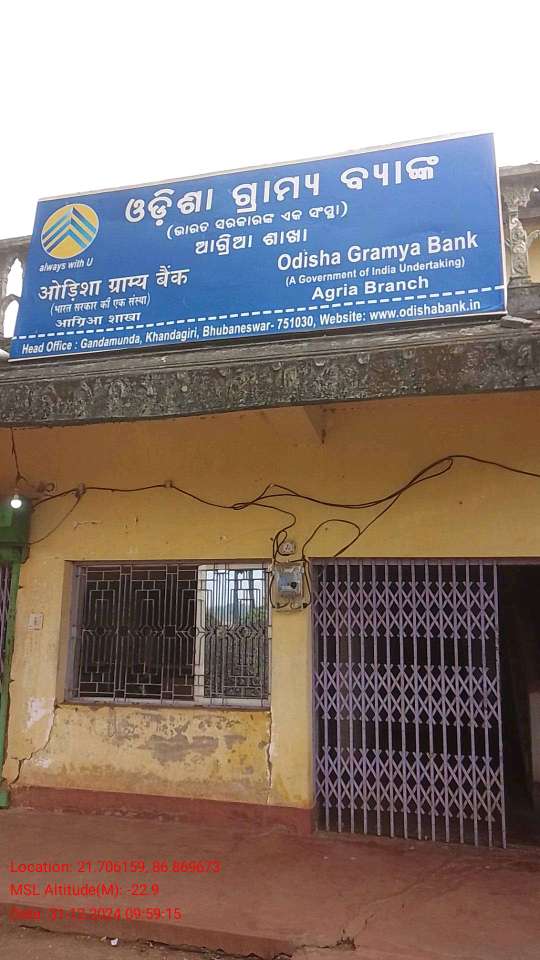 ଓଡ଼ିଶା ଗ୍ରାମ୍ୟ ବ୍ୟାଙ୍କ
(ଭାରତ ସରକାରଙ୍କ ଏକ ସଂସ୍ଥା)
ଆଗ୍ରିଆ ଶାଖା
always with U
ओड़िशा ग्राम्य बैंक
(भारत सरकार की एक संस्था)
आग्रिआ शाखा
Odisha Gramya Bank
(A Government of India Undertaking)
Agria Branch
Head Office : Gandamunda, Khandagiri, Bhubaneswar- 751030, Website: www.odishabank.in
Location: 21.706159, 86.869673
MSL Altitude(M): -22.9
Date: 31-12-2024 09:59:15